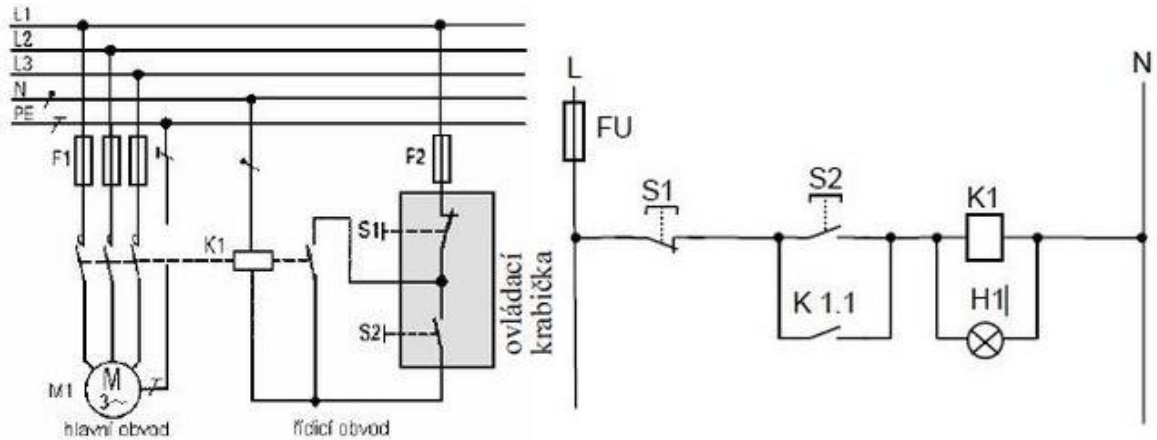 L1
L2
L3
N
PE
F1
F2
S1
K1
S2
ovládací
krabička
M1
M
3~
hlavní obvod
řídicí obvod
L
N
FU
S1
S2
K1
K 1.1
H1